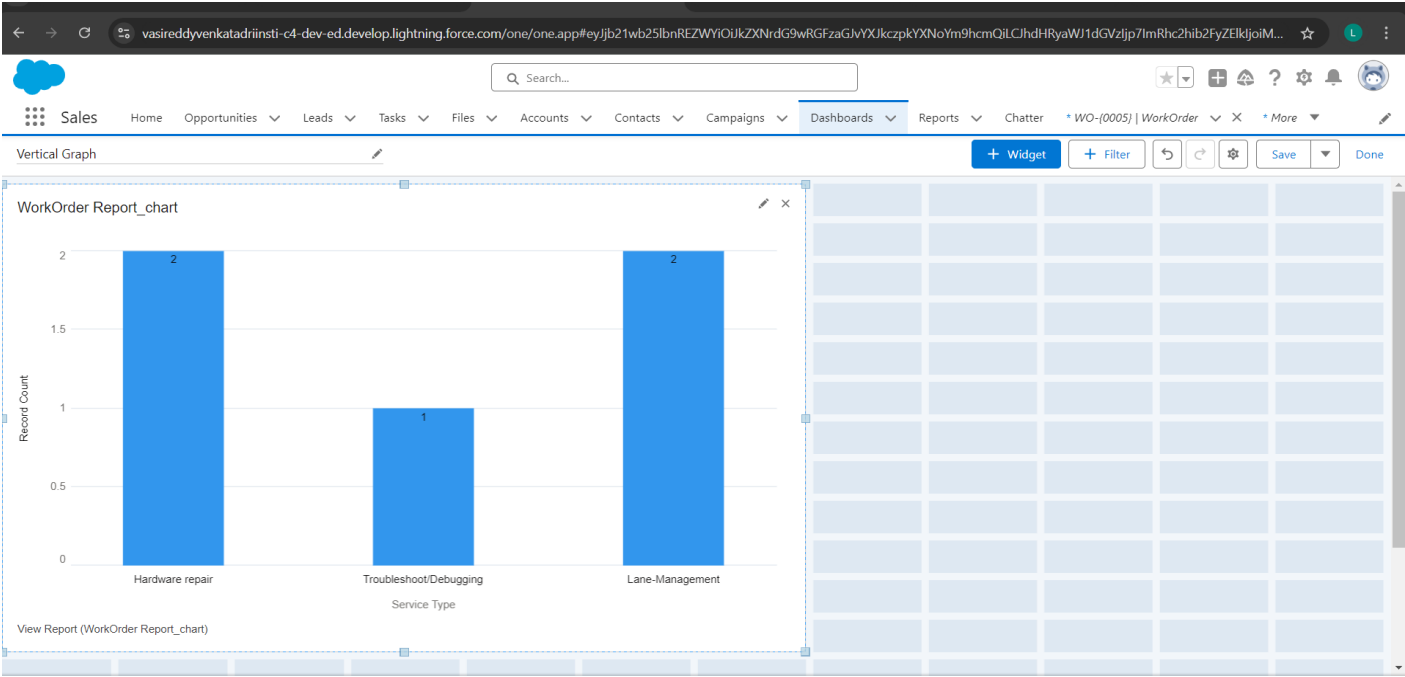 vasireddyvenkatadriinsti-c4-dev-ed.develop.lightning.force.com/one/one.app#eyJjb21wb25lbnREZWYiOiJkZXNrdG9wRGFzaGJvYXJkczpkYXNoYm9hcmQiLCJhdHRyaWJ1dGVzIjp7ImRhc2hib2FyZElkIjoiM... L
Search...
Sales Home Opportunities Leads Tasks Files Accounts Contacts Campaigns Dashboards Reports Chatter * WO-(0005) | WorkOrder * More
Vertical Graph + Widget + Filter Save Done
WorkOrder Report_chart
2
1.5
1
0.5
0
Record Count
2
1
2
Hardware repair Troubleshoot/Debugging Lane-Management
Service Type
View Report (WorkOrder Report_chart)